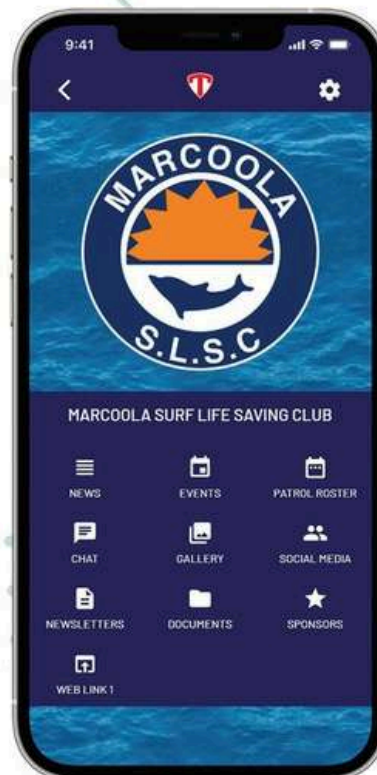 9:41
MARCOOLA
S.L.S.C
MARCOOLA SURF LIFE SAVING CLUB
NEWS EVENTS PATROL ROSTER
CHAT GALLERY SOCIAL MEDIA
NEWSLETTERS DOCUMENTS SPONSORS
WEB LINK 1